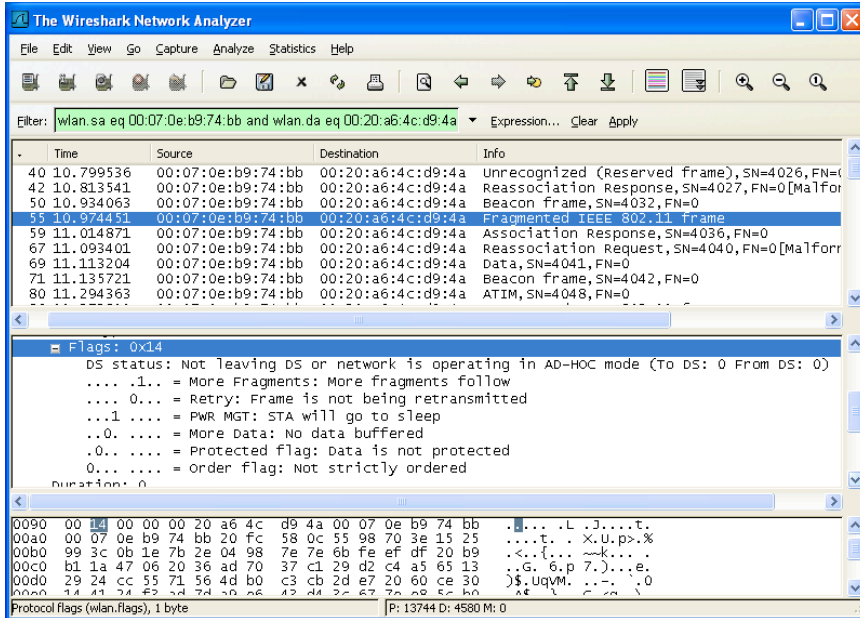 The Wireshark Network Analyzer
File Edit View Go Capture Analyze Statistics Help
Filter: wlan.sa eq 00:07:0e:b9:74:bb and wlan.da eq 00:20:a6:4c:d9:4a Expression... Clear Apply
. Time Source Destination Info
40 10.799536 00:07:0e:b9:74:bb 00:20:a6:4c:d9:4a Unrecognized (Reserved frame),SN=4026,FN=
42 10.813541 00:07:0e:b9:74:bb 00:20:a6:4c:d9:4a Reassociation Response,SN=4027,FN=0[Malfor
50 10.934063 00:07:0e:b9:74:bb 00:20:a6:4c:d9:4a Beacon frame,SN=4032,FN=0
55 10.974451 00:07:0e:b9:74:bb 00:20:a6:4c:d9:4a Fragmented IEEE 802.11 frame
59 11.014871 00:07:0e:b9:74:bb 00:20:a6:4c:d9:4a Association Response,SN=4036,FN=0
67 11.093401 00:07:0e:b9:74:bb 00:20:a6:4c:d9:4a Reassociation Request,SN=4040,FN=0[Malforr
69 11.113204 00:07:0e:b9:74:bb 00:20:a6:4c:d9:4a Data,SN=4041,FN=0
71 11.135721 00:07:0e:b9:74:bb 00:20:a6:4c:d9:4a Beacon frame,SN=4042,FN=0
80 11.294363 00:07:0e:b9:74:bb 00:20:a6:4c:d9:4a ATIM,SN=4048,FN=0
Flags: 0x14
DS status: Not leaving DS or network is operating in AD-HOC mode (To DS: 0 From DS: 0)
.... .1.. = More Fragments: More fragments follow
.... 0... = Retry: Frame is not being retransmitted
...1 .... = PWR MGT: STA will go to sleep
..0. .... = More Data: No data buffered
.0.. .... = Protected flag: Data is not protected
0... .... = Order flag: Not strictly ordered
Duration: 0
0090 00 14 00 00 00 20 a6 4c d9 4a 00 07 0e b9 74 bb ..... .L .J....t.
00a0 00 07 0e b9 74 bb 20 fc 58 0c 55 98 70 3e 15 25 ....t. . X.U.p>.%
00b0 99 3c 0b 1e 7b 2e 04 98 7e 7e 6b fe ef df 20 b9 .<..{... ~~k... .
00c0 b1 1a 47 06 20 36 ad 70 37 c1 29 d2 c4 a5 65 13 ..G. 6.p 7.)...e.
00d0 29 24 cc 55 71 56 4d b0 c3 cb 2d e7 20 60 ce 30 )$.UqVM. ..-. `.0
Protocol flags (wlan.flags), 1 byte P: 13744 D: 4580 M: 0